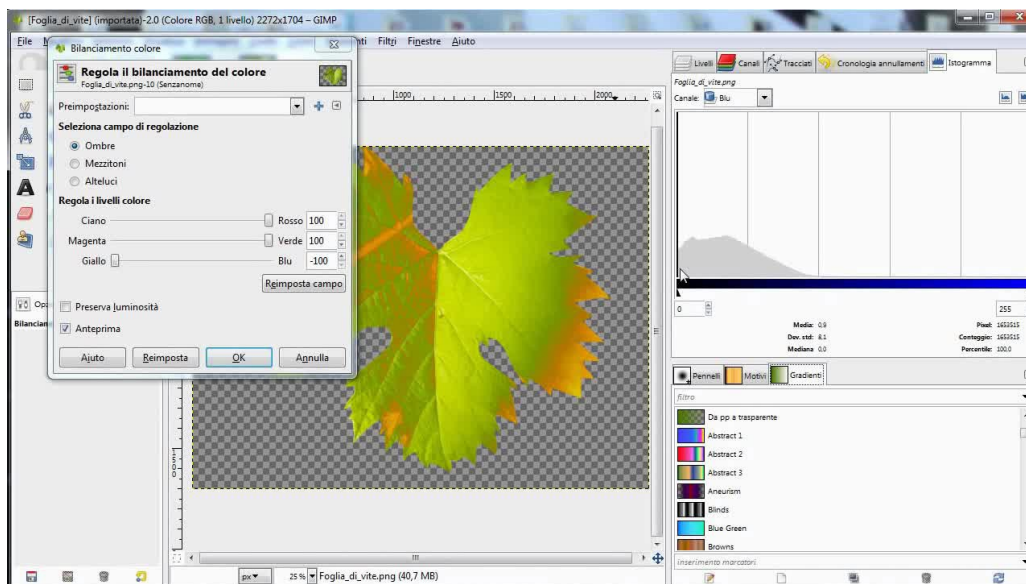 [Foglia_di_vite] (importata)-2.0 (Colore RGB, 1 livello) 2272x1704 – GIMP
File
Filtri Finestre Aiuto
Bilanciamento colore
Regola il bilanciamento del colore
Foglia_di_vite.png-10 (Senzanome)
Preimpostazioni:
Seleziona campo di regolazione
Ombre
Mezzitoni
Alteluci
Regola i livelli colore
Ciano Rosso 100
Magenta Verde 100
Giallo Blu -100
Reimposta campo
Preserva luminosità
Anteprima
Aiuto Reimposta OK Annulla
1000 1500 2000
1500
px 25 % Foglia_di_vite.png (40,7 MB)
Livelli Canali Tracciati Cronologia annullamenti Istogramma
Foglia_di_vite.png
Canale: Blu
0 255
Media: 0,9 Pixel: 1653515
Dev. std: 8,1 Conteggio: 1653515
Mediana 0,0 Percentile: 100,0
Pennelli Motivi Gradienti
filtro
Da pp a trasparente
Abstract 1
Abstract 2
Abstract 3
Aneurism
Blinds
Blue Green
Browns
inserimento marcatori